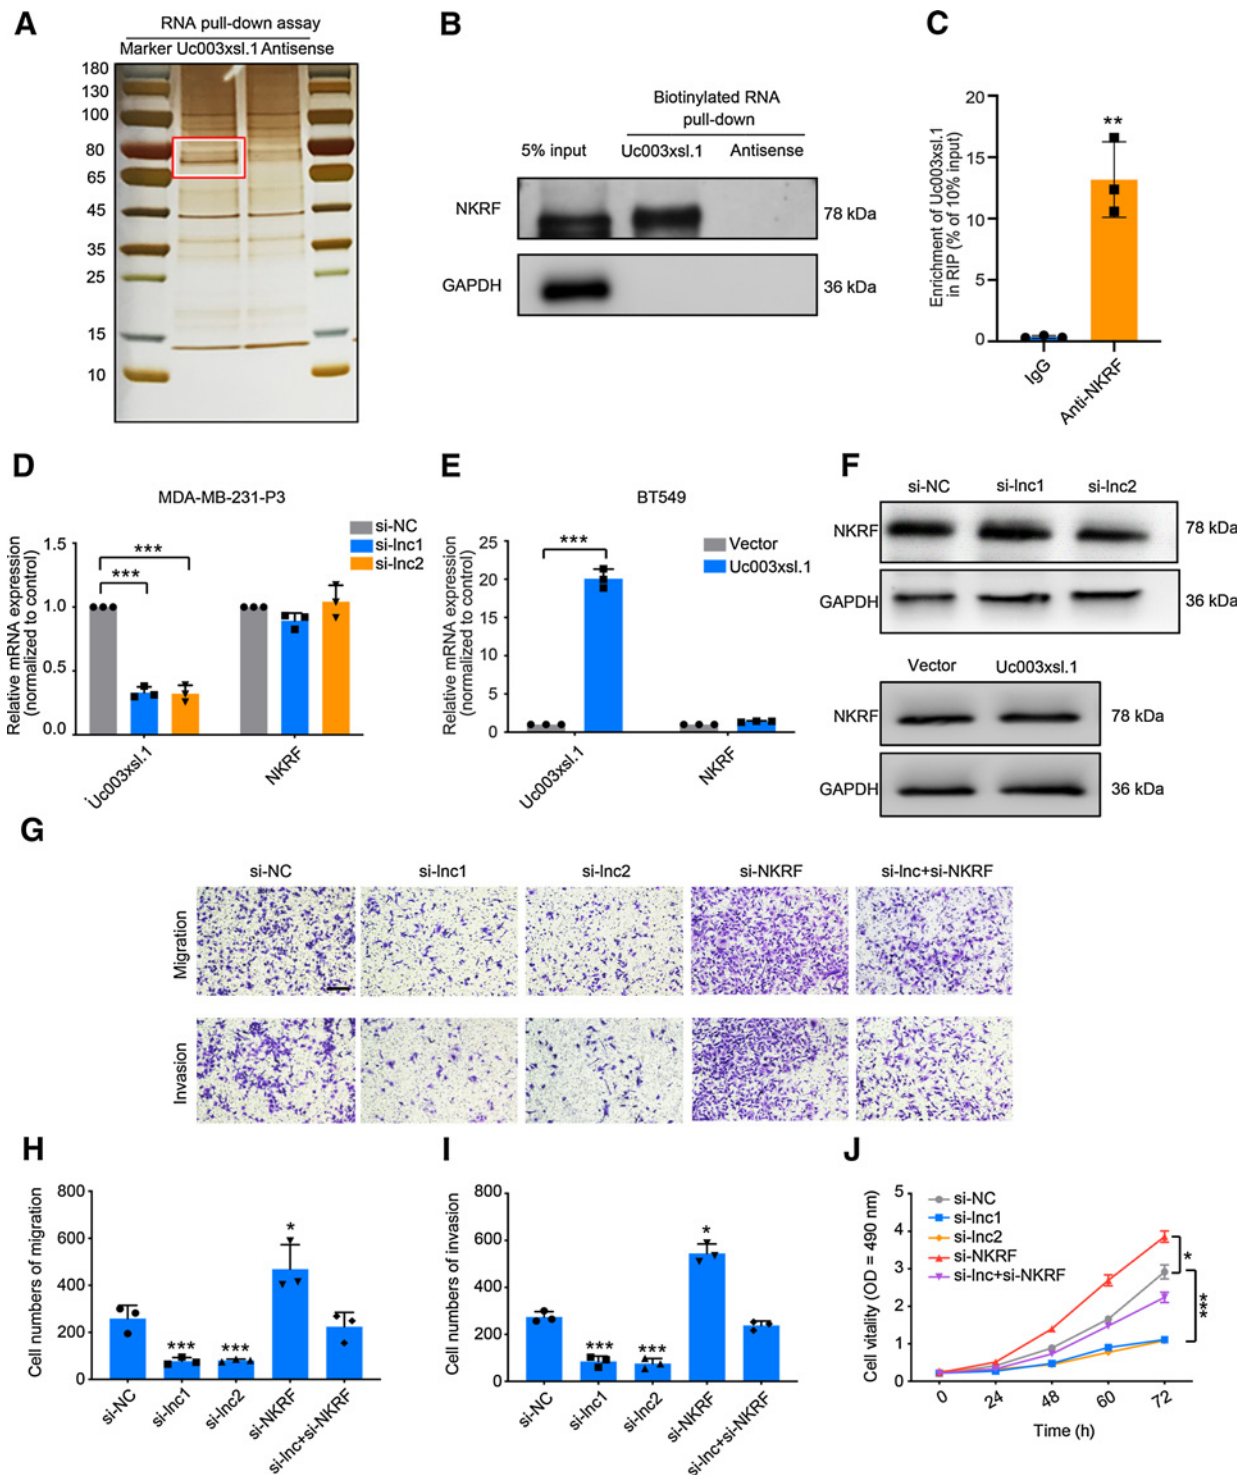 A
RNA pull-down assay
Marker Uc003xsl.1 Antisense
180
130
100
80
65
45
35
25
15
10
B
Biotinylated RNA
pull-down
5% input Uc003xsl.1 Antisense
NKRF 78 kDa
GAPDH 36 kDa
C
Enrichment of Uc003xsl.1
in RIP (% of 10% input)
20
15
10
15
0
**
IgG
Anti-NKRF
D
MDA-MB-231-P3
si-NC
si-lnc1
si-lnc2
Relative mRNA expression
(normalized to control)
1.5
1.0
0.5
0.0
***
***
Uc003xsl.1
NKRF
E
BT549
Vector
Uc003xsl.1
Relative mRNA expression
(normalized to control)
25
20
15
10
5
0
***
Uc003xsl.1
NKRF
F
si-NC si-lnc1 si-lnc2
NKRF 78 kDa
GAPDH 36 kDa
Vector Uc003xsl.1
NKRF 78 kDa
GAPDH 36 kDa
G
si-NC si-lnc1 si-lnc2 si-NKRF si-lnc+si-NKRF
Migration
Invasion
H
Cell numbers of migration
800
600
400
200
0
*** *** *
si-NC
si-lnc1
si-lnc2
si-NKRF
si-lnc+si-NKRF
I
Cell numbers of invasion
800
600
400
200
0
*** *** *
si-NC
si-lnc1
si-lnc2
si-NKRF
si-lnc+si-NKRF
J
Cell vitality (OD = 490 nm)
5
4
3
2
1
0
si-NC
si-lnc1
si-lnc2
si-NKRF
si-lnc+si-NKRF
*
***
0 24 48 60 72
Time (h)